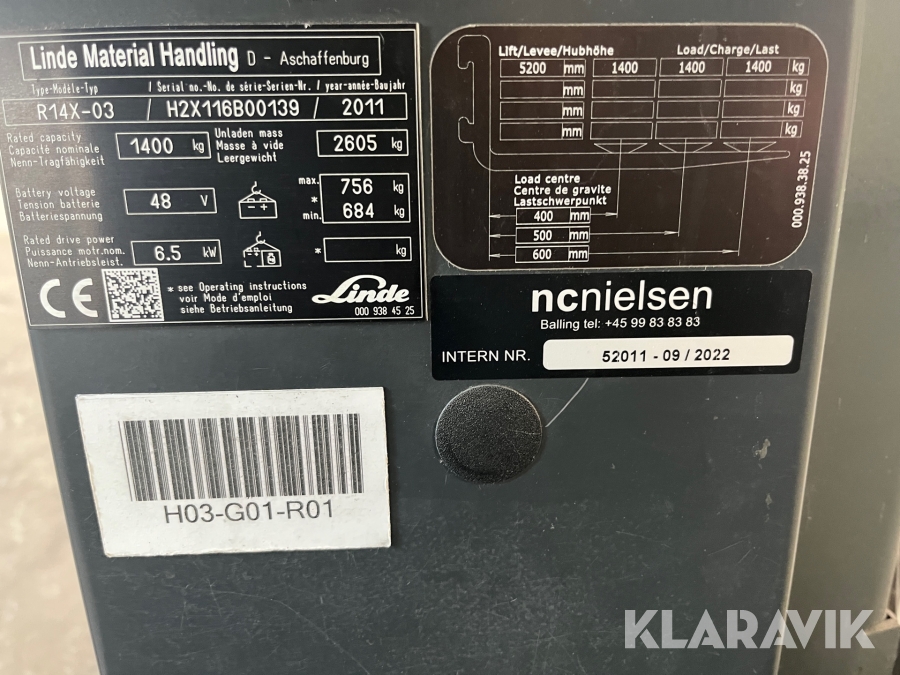 Linde Material Handling D - Aschaffenburg
Type-Modèle-Typ / Serial no.-No. de série-Serien-Nr. / year-année-Baujahr
R14X-03 / H2X116B00139 / 2011
Rated capacity
Capacité nominale
Nenn-Tragfähigkeit
1400 kg
Unladen mass
Masse à vide
Leergewicht
2605 kg
Battery voltage
Tension batterie
Batteriespannung
48 V
max. 756 kg
*
min. 684 kg
Rated drive power
Puissance motr.nom.
Nenn-Antriebsleist.
6.5 kW
* kg
CE
* see Operating instructions
voir Mode d'emploi
siehe Betriebsanleitung
Linde
000 938 45 25
Lift/Levee/Hubhöhe Load/Charge/Last
5200 mm 1400 1400 1400 kg
mm kg
mm kg
Load centre
Centre de gravite
Lastschwerpunkt
400 mm
500 mm
600 mm
000.938.38.25
ncnielsen
Balling tel: +45 99 83 83 83
INTERN NR. 52011 - 09 / 2022
H03-G01-R01
KLARAVIK